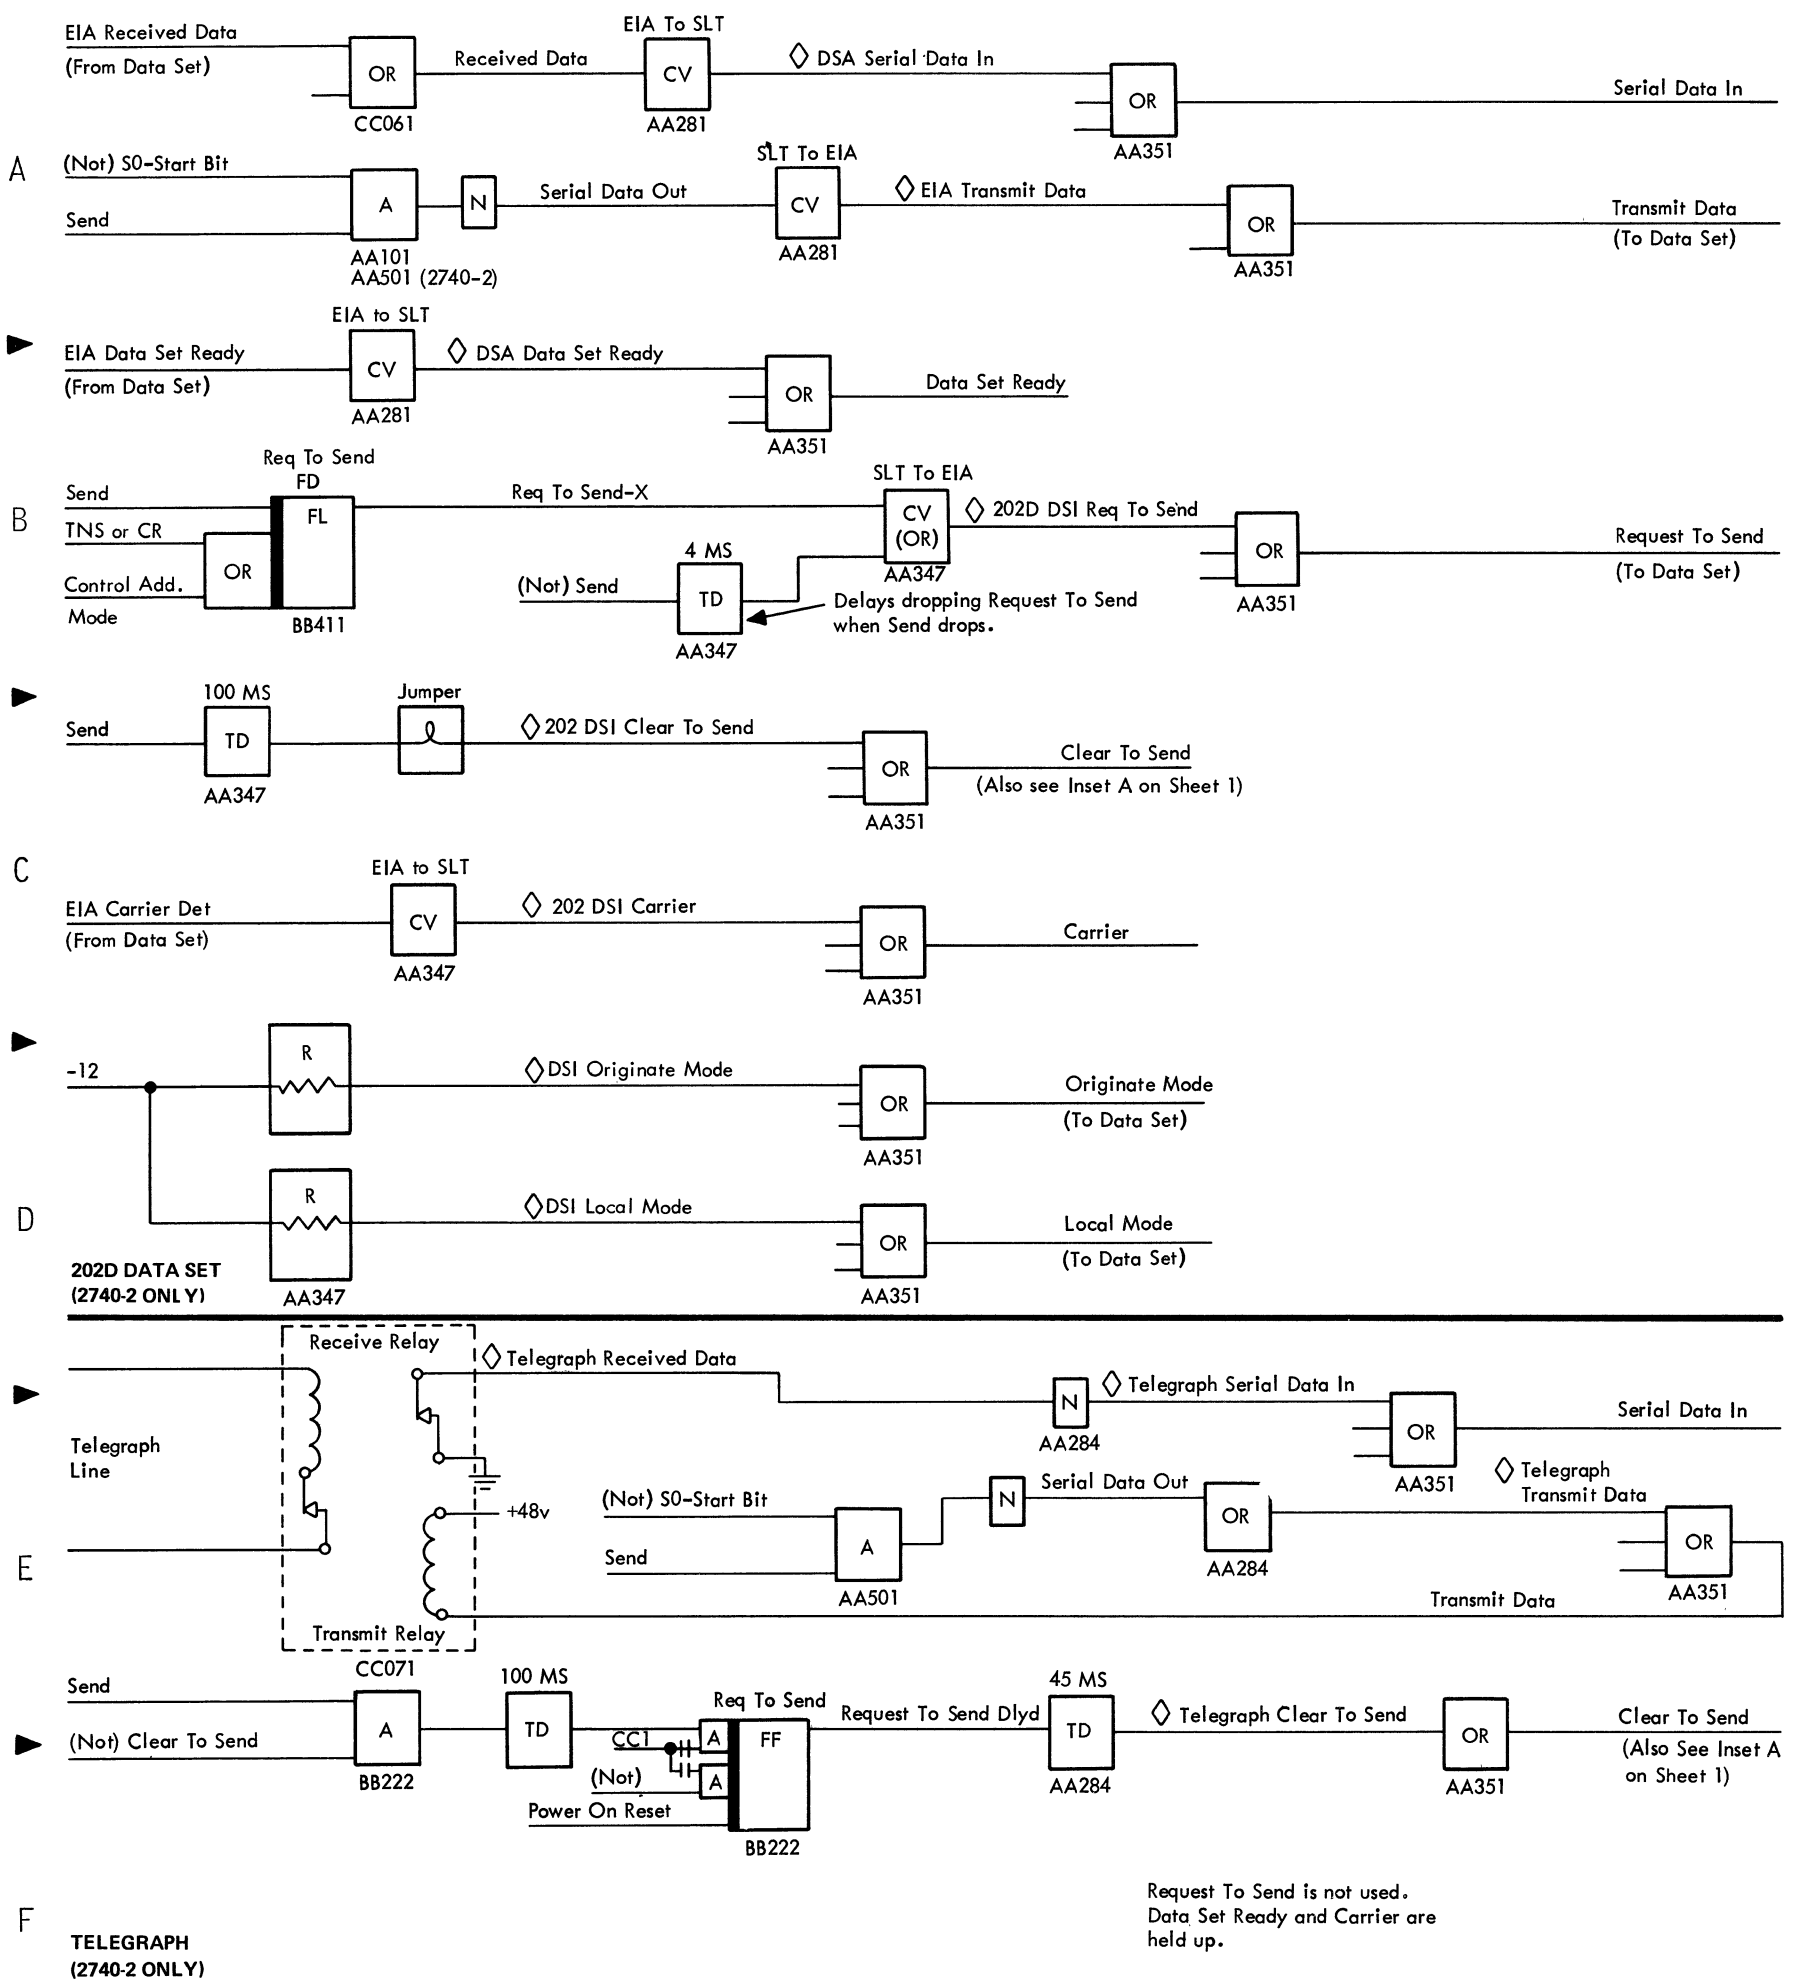 EIA Received Data
(From Data Set)
OR
CC061
Received Data
EIA To SLT
CV
AA281
DSA Serial Data In
OR
AA351
Serial Data In
A
(Not) S0-Start Bit
Send
A
AA101
AA501 (2740-2)
N
Serial Data Out
SLT To EIA
CV
AA281
EIA Transmit Data
OR
AA351
Transmit Data
(To Data Set)
EIA Data Set Ready
(From Data Set)
EIA to SLT
CV
AA281
DSA Data Set Ready
OR
AA351
Data Set Ready
B
Send
TNS or CR
Control Add.
Mode
OR
Req To Send
FD
FL
BB411
Req To Send-X
(Not) Send
4 MS
TD
AA347
SLT To EIA
CV
(OR)
AA347
Delays dropping Request To Send
when Send drops.
202D DSI Req To Send
OR
AA351
Request To Send
(To Data Set)
Send
100 MS
TD
AA347
Jumper
202 DSI Clear To Send
OR
AA351
Clear To Send
(Also see Inset A on Sheet 1)
C
EIA Carrier Det
(From Data Set)
EIA to SLT
CV
AA347
202 DSI Carrier
OR
AA351
Carrier
-12
R
DSI Originate Mode
OR
AA351
Originate Mode
(To Data Set)
D
R
AA347
DSI Local Mode
OR
AA351
Local Mode
(To Data Set)
202D DATA SET
(2740-2 ONLY)
Receive Relay
Telegraph Received Data
N
AA284
Telegraph Serial Data In
OR
AA351
Serial Data In
Telegraph
Line
+48v
E
(Not) S0-Start Bit
Send
A
AA501
N
Serial Data Out
OR
AA284
Telegraph
Transmit Data
OR
AA351
Transmit Data
Transmit Relay
CC071
Send
(Not) Clear To Send
A
BB222
100 MS
TD
CC1
(Not)
Power On Reset
A
A
Req To Send
FF
BB222
Request To Send Dlyd
45 MS
TD
AA284
Telegraph Clear To Send
OR
AA351
Clear To Send
(Also See Inset A
on Sheet 1)
F
Request To Send is not used.
Data Set Ready and Carrier are
held up.
TELEGRAPH
(2740-2 ONLY)